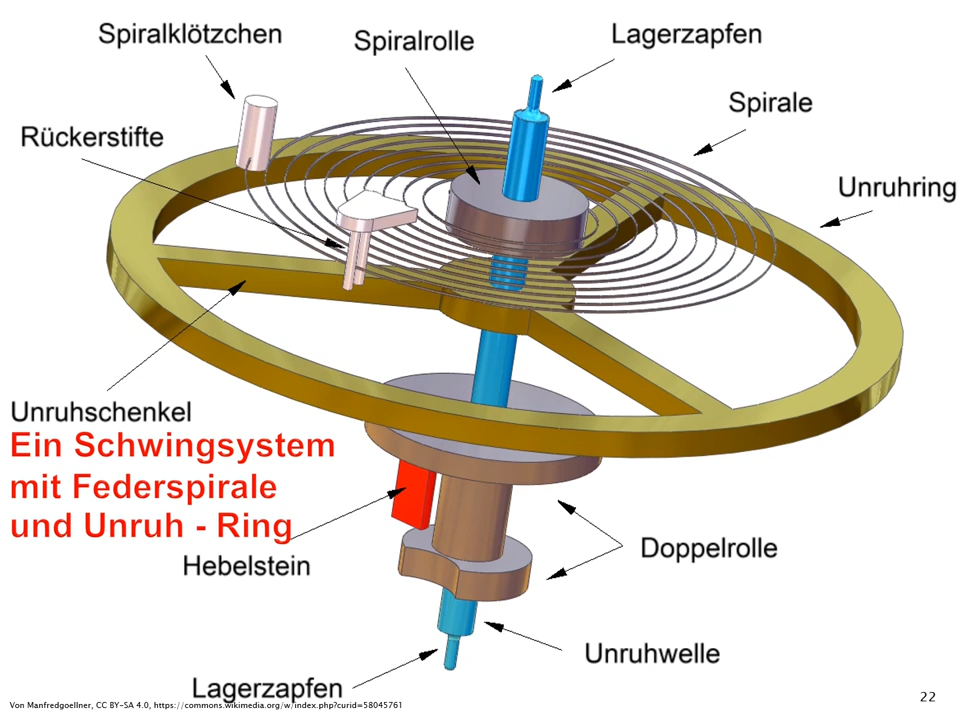 Spiralklötzchen
Spiralrolle
Lagerzapfen
Spirale
Rückerstifte
Unruhring
Unruhschenkel
Ein Schwingsystem
mit Federspirale
und Unruh - Ring
Hebelstein
Doppelrolle
Unruhwelle
Lagerzapfen
Von Manfredgoellner, CC BY-SA 4.0, https://commons.wikimedia.org/w/index.php?curid=58045761
22